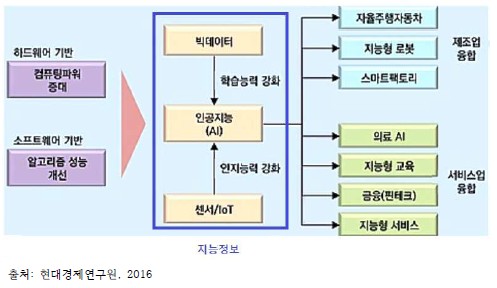 하드웨어 기반
컴퓨팅파워
증대
소프트웨어 기반
알고리즘 성능
개선
빅데이터
학습능력 강화
인공지능
(AI)
인지능력 강화
센서/IoT
지능정보
자율주행자동차
지능형 로봇
스마트팩토리
제조업
융합
의료 AI
지능형 교육
금융(핀테크)
지능형 서비스
서비스업
융합
출처: 현대경제연구원, 2016